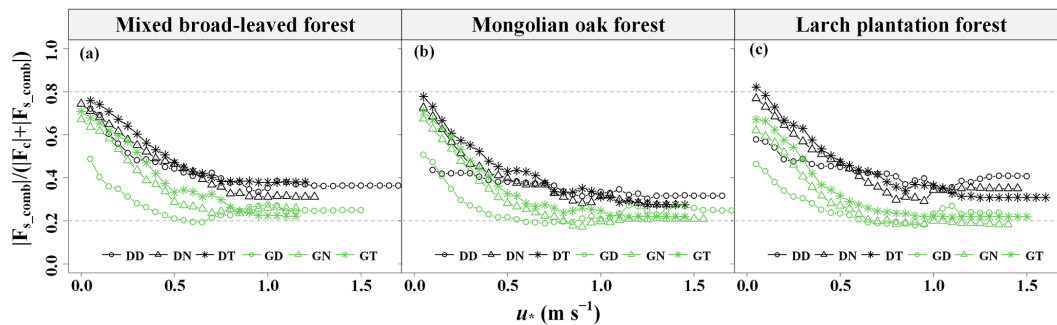 Mixed broad-leaved forest Mongolian oak forest Larch plantation forest
(a) (b) (c)
|F_s_comb|/(|F_c|+|F_s_comb|)
1.0
0.8
0.6
0.4
0.2
0.0
DD DN DT GD GN GT DD DN DT GD GN GT DD DN DT GD GN GT
0.0 0.5 1.0 1.5 0.0 0.5 1.0 1.5 0.0 0.5 1.0 1.5
u* (m s⁻¹)